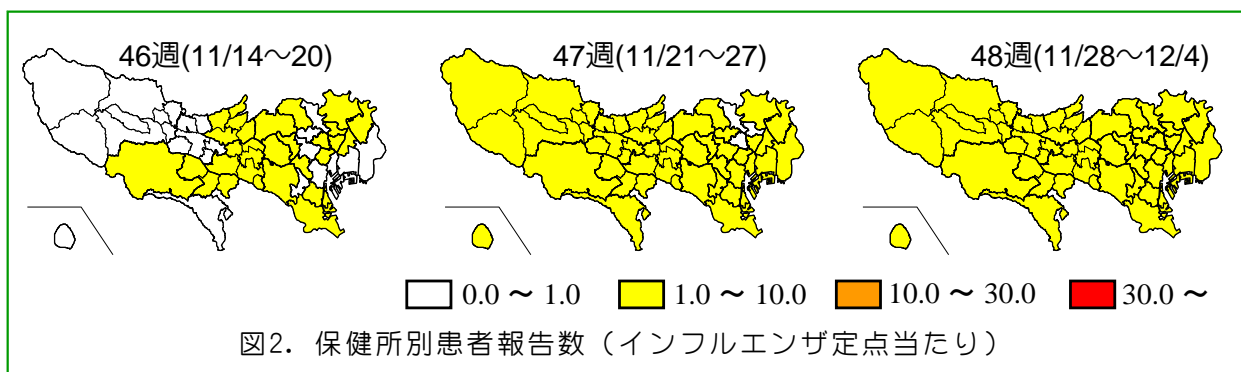 46週(11/14～20)
47週(11/21～27)
48週(11/28～12/4)
0.0 ～ 1.0
1.0 ～ 10.0
10.0 ～ 30.0
30.0 ～
図2. 保健所別患者報告数（インフルエンザ定点当たり）